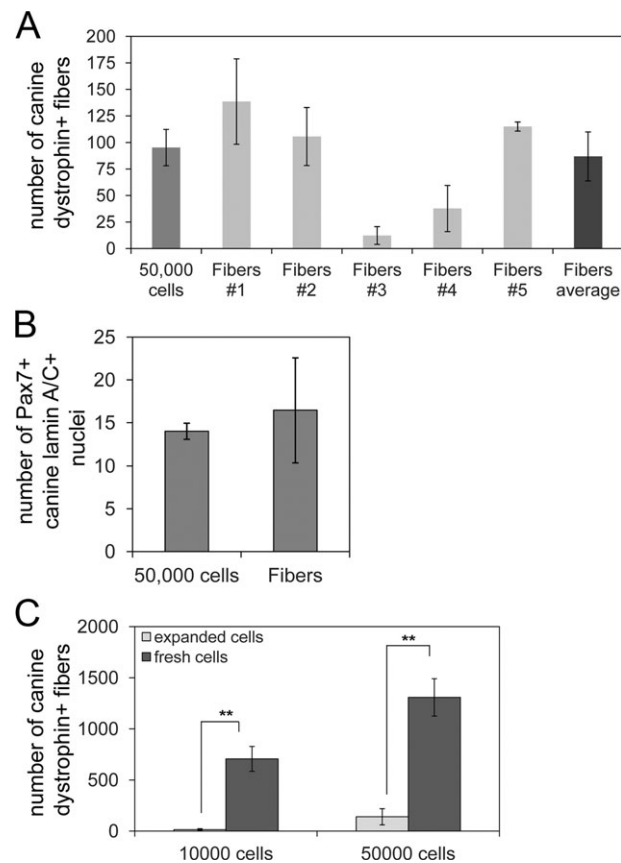 A
number of canine
dystrophin+ fibers
200
175
150
125
100
75
50
25
0
50,000 cells
Fibers #1
Fibers #2
Fibers #3
Fibers #4
Fibers #5
Fibers average
B
number of Pax7+
canine lamin A/C+
nuclei
25
20
15
10
5
0
50,000 cells
Fibers
C
number of canine
dystrophin+ fibers
2000
1500
1000
500
0
expanded cells
fresh cells
**
**
10000 cells
50000 cells